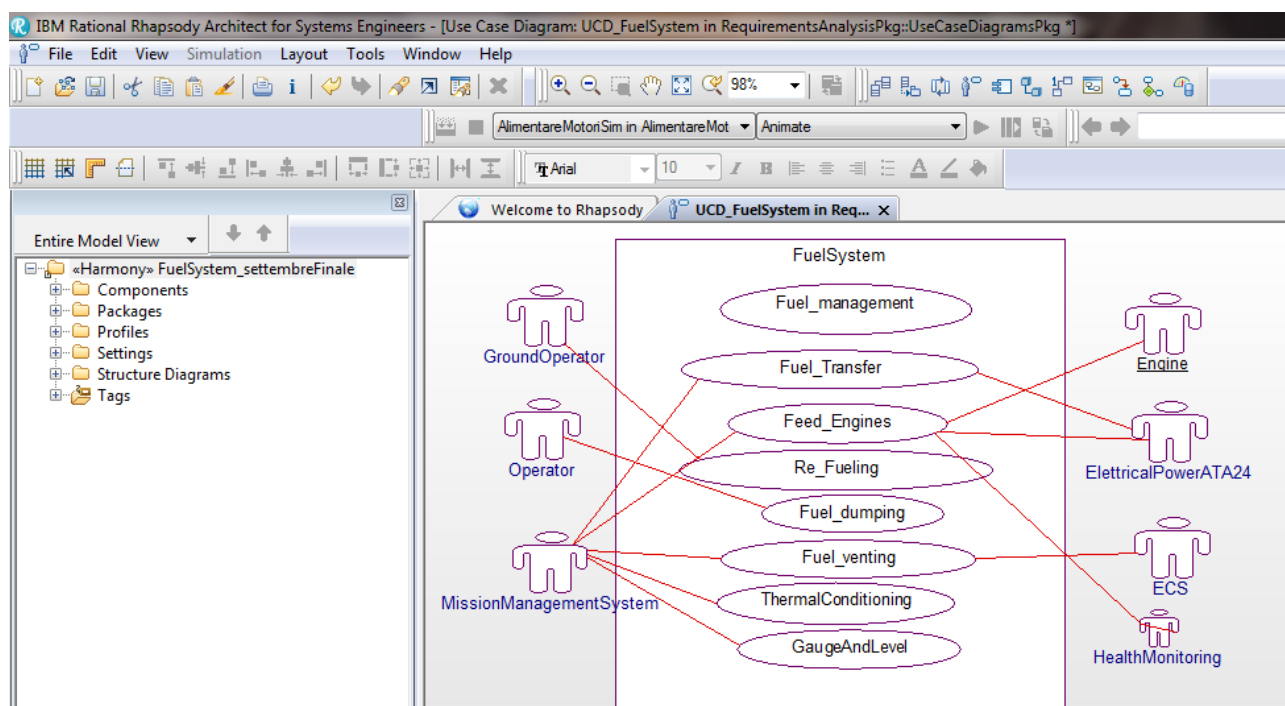 IBM Rational Rhapsody Architect for Systems Engineers - [Use Case Diagram: UCD_FuelSystem in RequirementsAnalysisPkg::UseCaseDiagramsPkg *]
File Edit View Simulation Layout Tools Window Help
98%
AlimentareMotoriSim in AlimentareMot Animate
Arial 10
Welcome to Rhapsody UCD_FuelSystem in Req... X
Entire Model View
«Harmony» FuelSystem_settembreFinale
Components
Packages
Profiles
Settings
Structure Diagrams
Tags
FuelSystem
Fuel_management
GroundOperator
Fuel_Transfer
Engine
Feed_Engines
Operator
Re_Fueling
ElettricalPowerATA24
Fuel_dumping
Fuel_venting
ECS
MissionManagementSystem
ThermalConditioning
GaugeAndLevel
HealthMonitoring